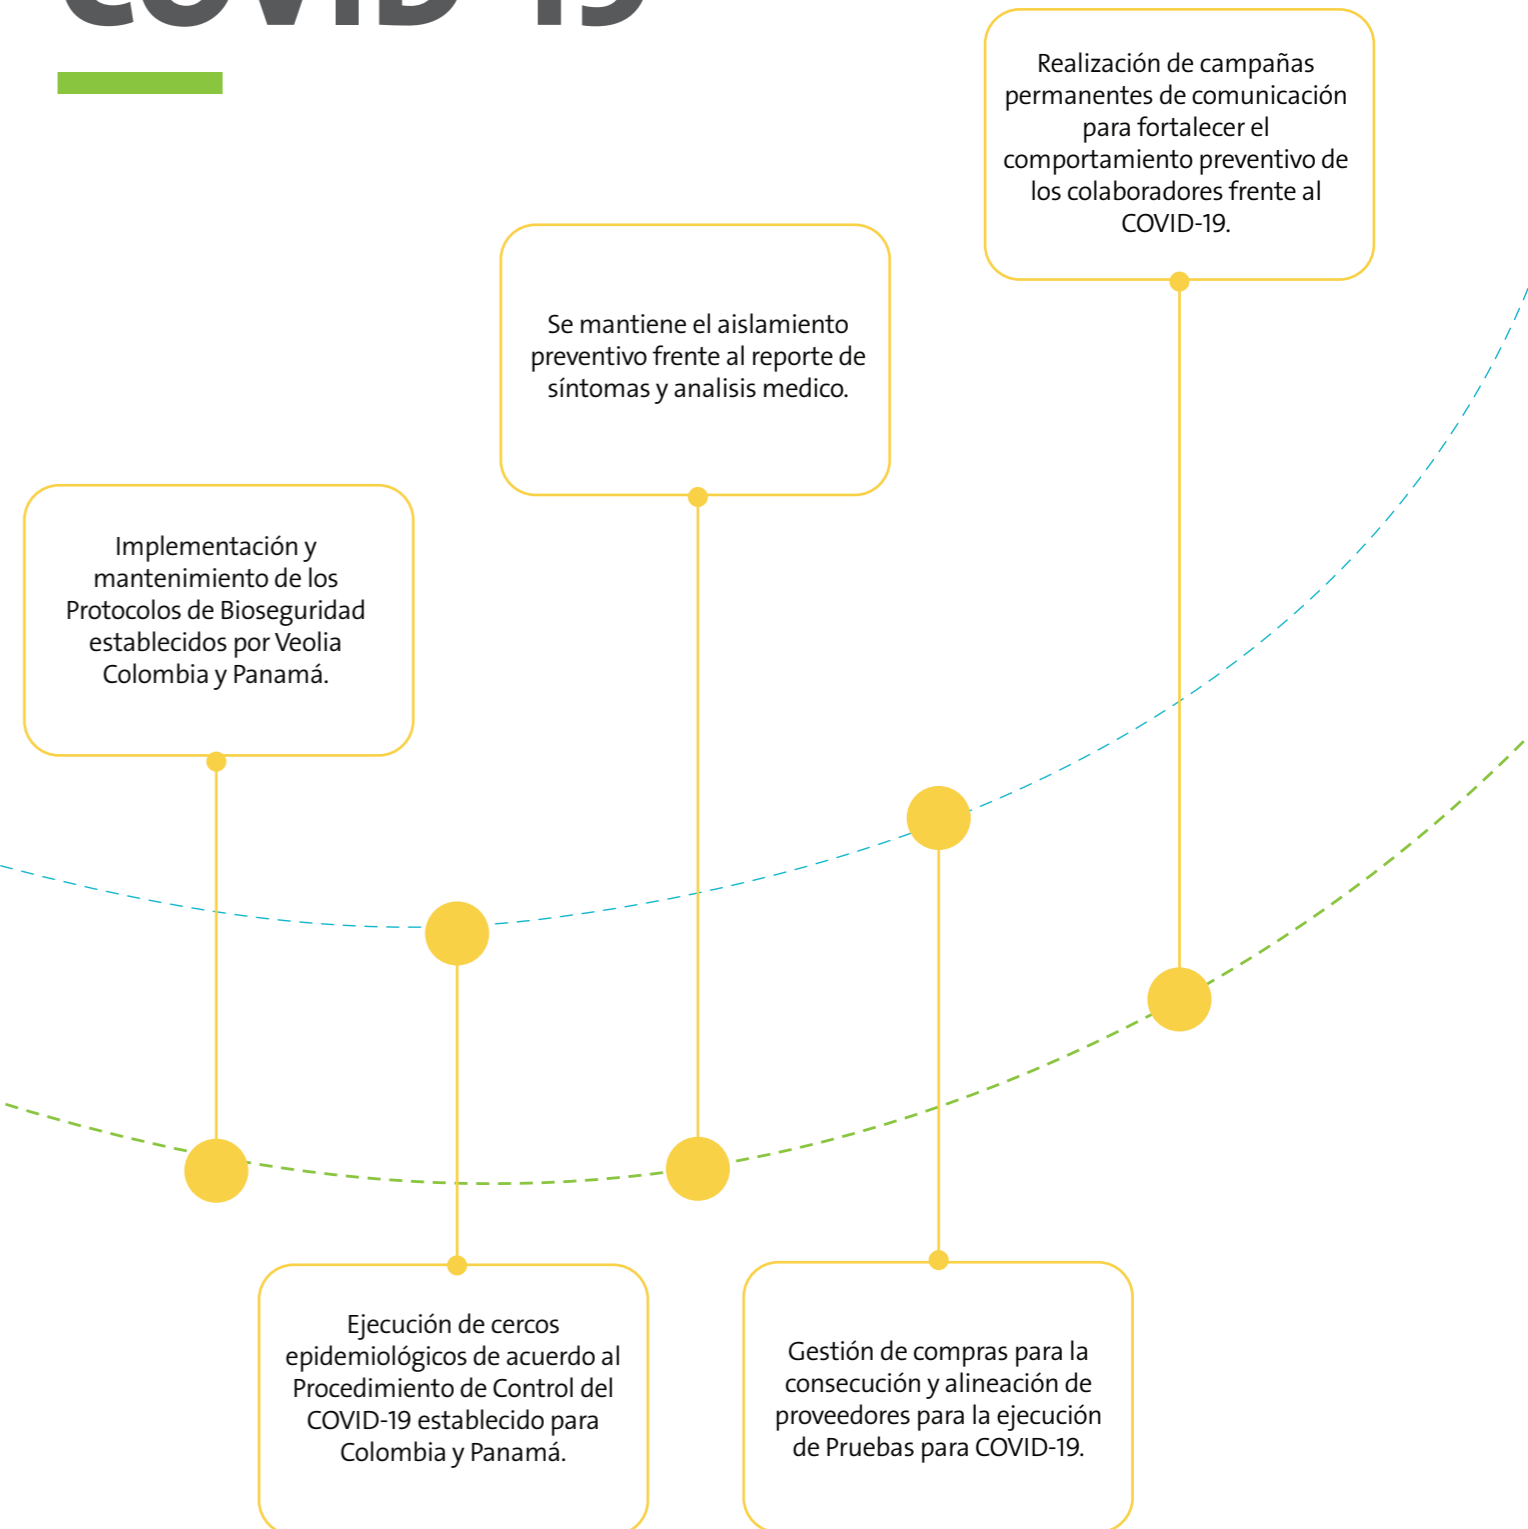 COVID-19
Implementación y
mantenimiento de los
Protocolos de Bioseguridad
establecidos por Veolia
Colombia y Panamá.
Ejecución de cercos
epidemiológicos de acuerdo al
Procedimiento de Control del
COVID-19 establecido para
Colombia y Panamá.
Se mantiene el aislamiento
preventivo frente al reporte de
síntomas y analisis medico.
Gestión de compras para la
consecución y alineación de
proveedores para la ejecución
de Pruebas para COVID-19.
Realización de campañas
permanentes de comunicación
para fortalecer el
comportamiento preventivo de
los colaboradores frente al
COVID-19.